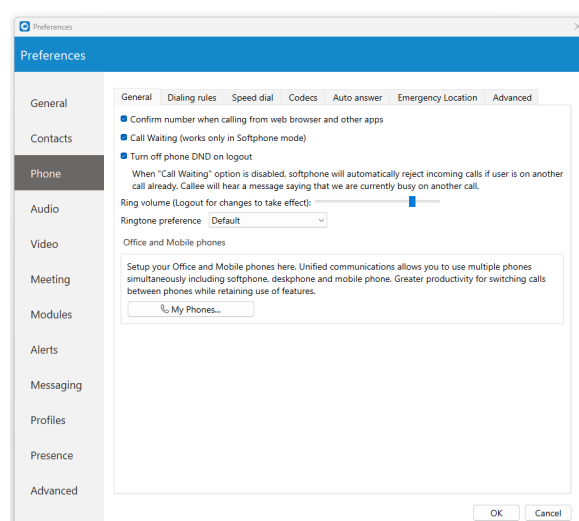 Preferences
Preferences
General
Contacts
Phone
Audio
Video
Meeting
Modules
Alerts
Messaging
Profiles
Presence
Advanced
General Dialing rules Speed dial Codecs Auto answer Emergency Location Advanced
Confirm number when calling from web browser and other apps
Call Waiting (works only in Softphone mode)
Turn off phone DND on logout
When "Call Waiting" option is disabled, softphone will automatically reject incoming calls if user is on another
call already. Callee will hear a message saying that we are currently busy on another call.
Ring volume (Logout for changes to take effect):
Ringtone preference Default
Office and Mobile phones
Setup your Office and Mobile phones here. Unified communications allows you to use multiple phones
simultaneously including softphone, deskphone and mobile phone. Greater productivity for switching calls
between phones while retaining use of features.
My Phones...
OK Cancel